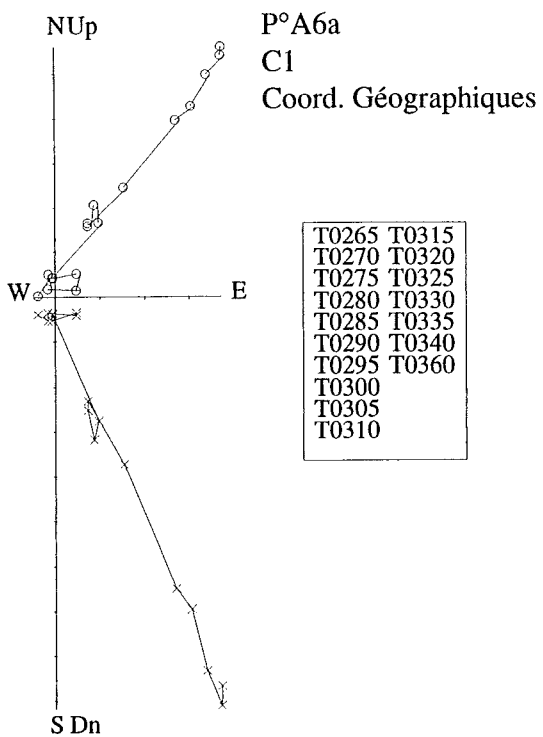 N Up
P°A6a
C1
Coord. Géographiques
W
E
T0265 T0315
T0270 T0320
T0275 T0325
T0280 T0330
T0285 T0335
T0290 T0340
T0295 T0360
T0300
T0305
T0310
S Dn